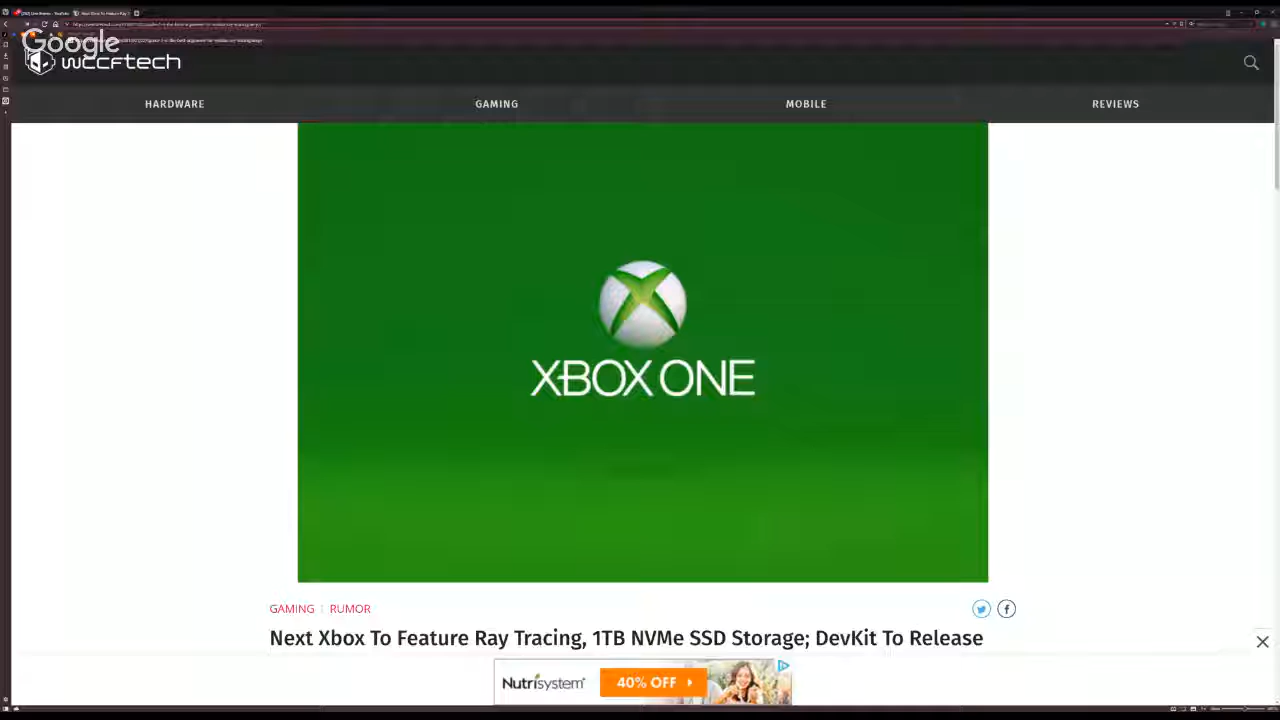 Google
wccftech
HARDWARE GAMING MOBILE REVIEWS
XBOX ONE
GAMING RUMOR
Next Xbox To Feature Ray Tracing, 1TB NVMe SSD Storage; DevKit To Release
Nutrisystem 40% OFF